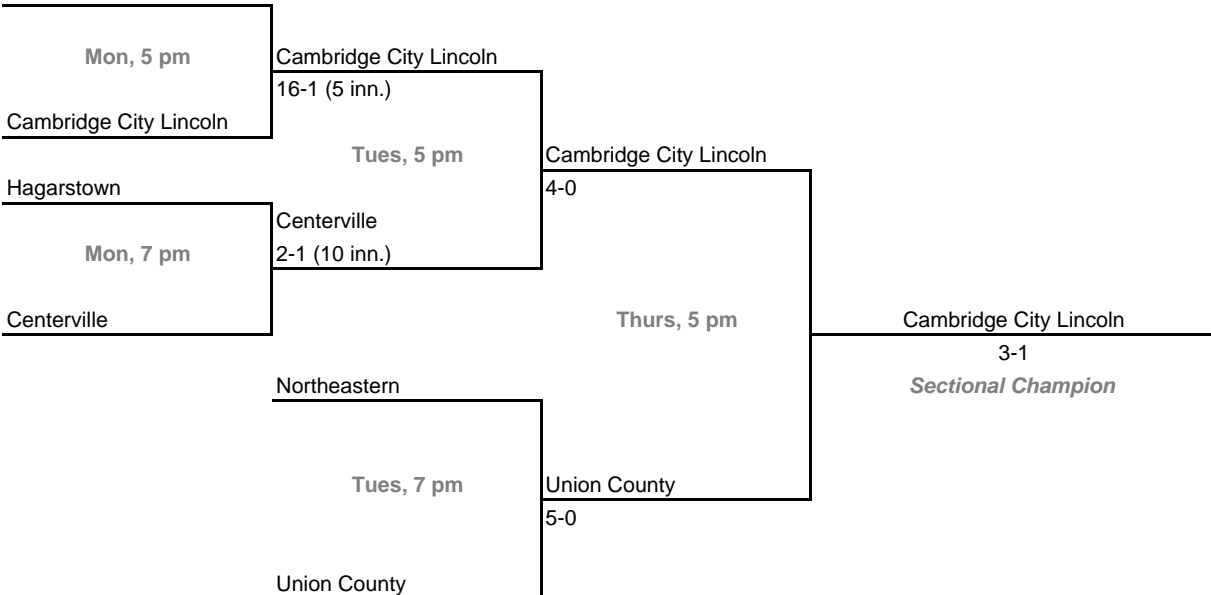 Mon, 5 pm
Cambridge City Lincoln
16-1 (5 inn.)
Cambridge City Lincoln
Tues, 5 pm
Cambridge City Lincoln
4-0
Hagarstown
Centerville
Mon, 7 pm
2-1 (10 inn.)
Centerville
Thurs, 5 pm
Cambridge City Lincoln
3-1
Sectional Champion
Northeastern
Tues, 7 pm
Union County
5-0
Union County